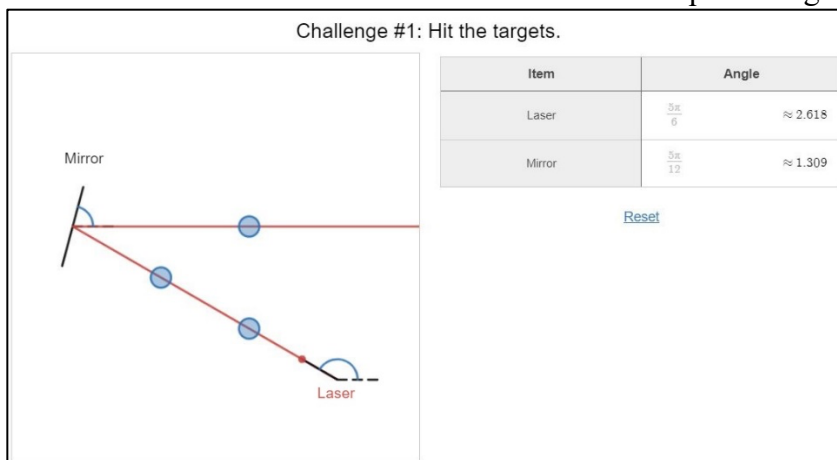 Challenge #1: Hit the targets.
Item Angle
Laser 5π/6 ≈ 2.618
Mirror 5π/12 ≈ 1.309
Reset
Mirror
Laser